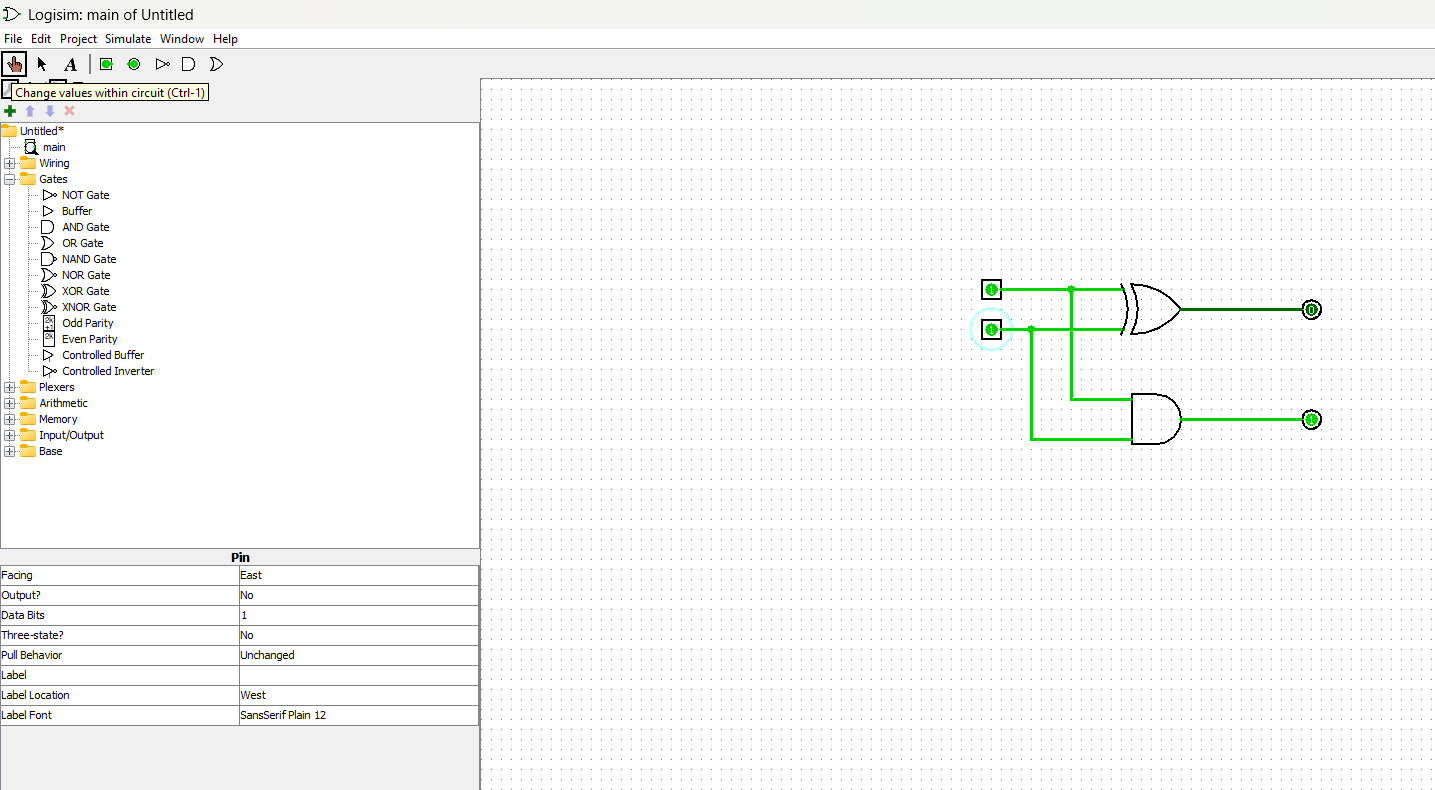 Logisim: main of Untitled
File Edit Project Simulate Window Help
A
Change values within circuit (Ctrl-1)
Untitled*
main
Wiring
Gates
NOT Gate
Buffer
AND Gate
OR Gate
NAND Gate
NOR Gate
XOR Gate
XNOR Gate
2k+1 Odd Parity
2k Even Parity
Controlled Buffer
Controlled Inverter
Plexers
Arithmetic
Memory
Input/Output
Base
Pin
Facing East
Output? No
Data Bits 1
Three-state? No
Pull Behavior Unchanged
Label
Label Location West
Label Font SansSerif Plain 12
1
0
1
1